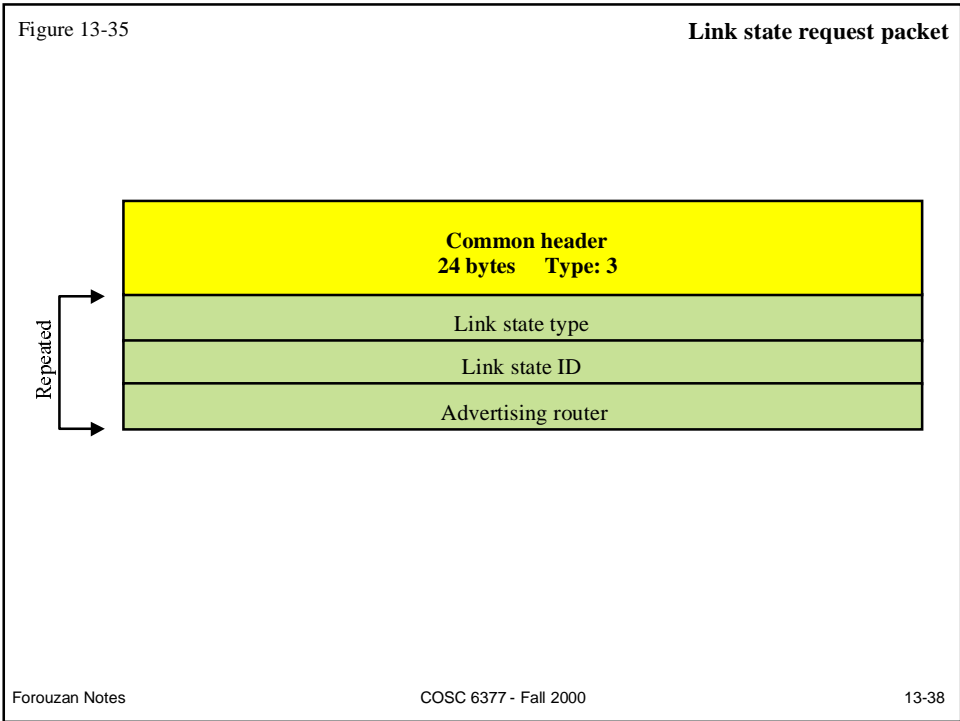 Figure 13-35
Link state request packet
Common header
24 bytes Type: 3
Repeated
Link state type
Link state ID
Advertising router
Forouzan Notes
COSC 6377 - Fall 2000
13-38